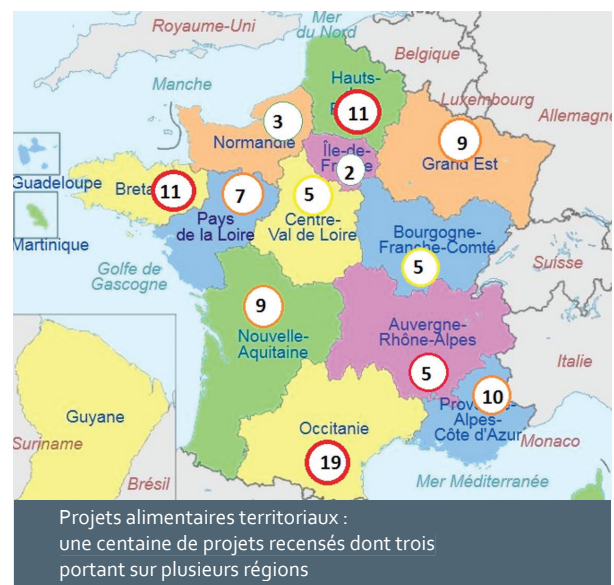 Royaume-Uni
Mer
du Nord
Belgique
Manche
Hauts-
11
Luxembourg
Allemagne
3
Normandie
9
Grand Est
Île-de-
2
Guadeloupe
11
7
5
Pays
de la Loire
Centre-
Val de Loire
Bourgogne-
Franche-Comté
5
Martinique
Golfe de
Gascogne
Suisse
9
Nouvelle-
Aquitaine
Auvergne-
Rhône-Alpes
5
Italie
10
Alpes-
Côte d'Azur
Monaco
Guyane
Suriname
Brésil
Occitanie
19
Mer Méditerranée
Projets alimentaires territoriaux :
une centaine de projets recensés dont trois
portant sur plusieurs régions